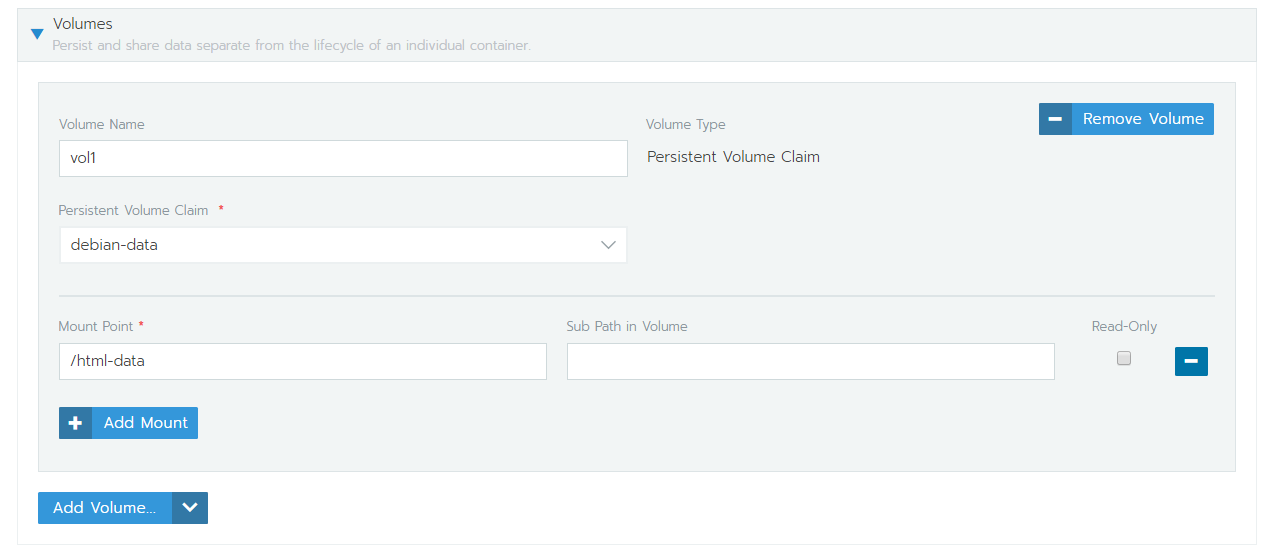 Volumes
Persist and share data separate from the lifecycle of an individual container.
Remove Volume
Volume Name
Volume Type
vol1
Persistent Volume Claim
Persistent Volume Claim *
debian-data
Mount Point *
Sub Path in Volume
Read-Only
/html-data
Add Mount
Add Volume...